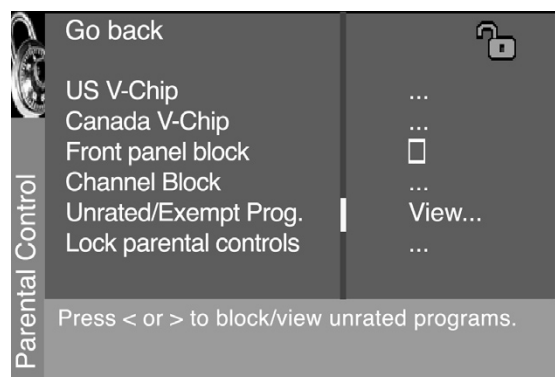 Go back
US V-Chip ...
Canada V-Chip ...
Front panel block
Channel Block ...
Unrated/Exempt Prog. View...
Lock parental controls ...
Parental Control
Press < or > to block/view unrated programs.